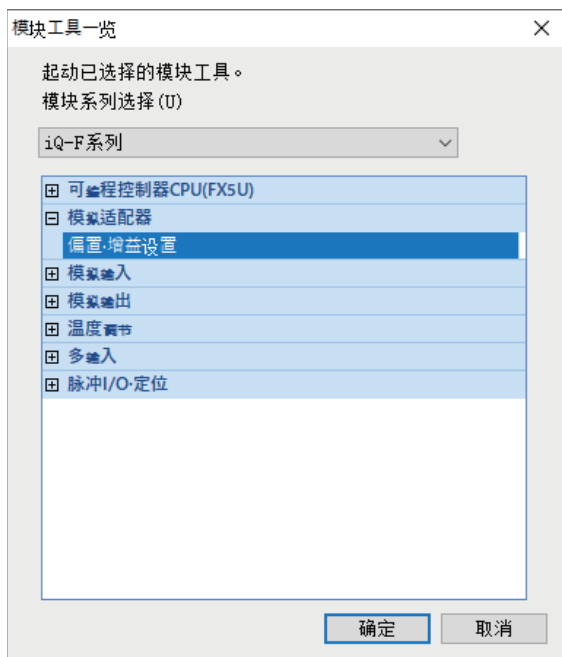 模块工具一览
起动已选择的模块工具。
模块系列选择(U)
iQ-F系列
可编程控制器CPU(FX5U)
模拟适配器
偏置·增益设置
模拟输入
模拟输出
温度调节
多输入
脉冲I/O·定位
确定
取消